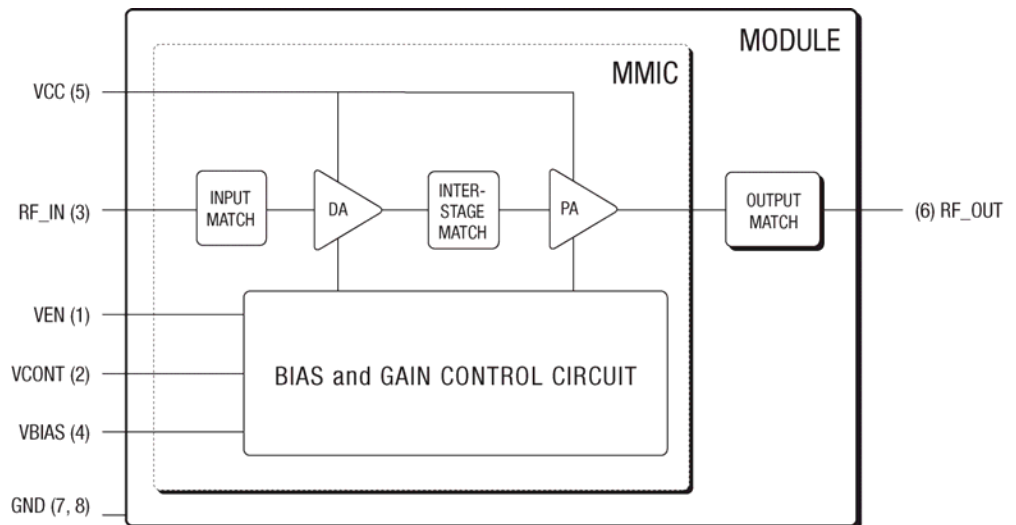 MODULE
MMIC
VCC (5)
RF_IN (3)
INPUT
MATCH
DA
INTER-
STAGE
MATCH
PA
OUTPUT
MATCH
(6) RF_OUT
VEN (1)
VCONT (2)
VBIAS (4)
BIAS and GAIN CONTROL CIRCUIT
GND (7, 8)